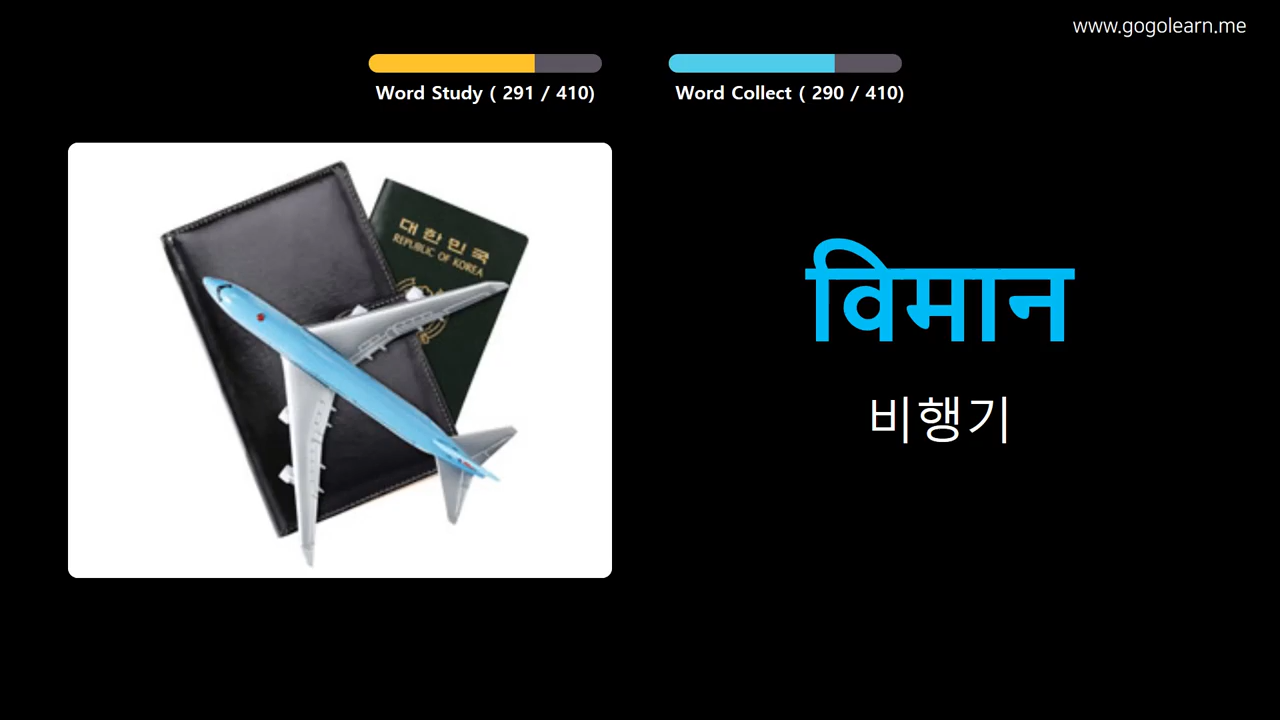 www.gogolearn.me
Word Study ( 291 / 410)
Word Collect ( 290 / 410)
대한민국
REPUBLIC OF KOREA
विमान
비행기